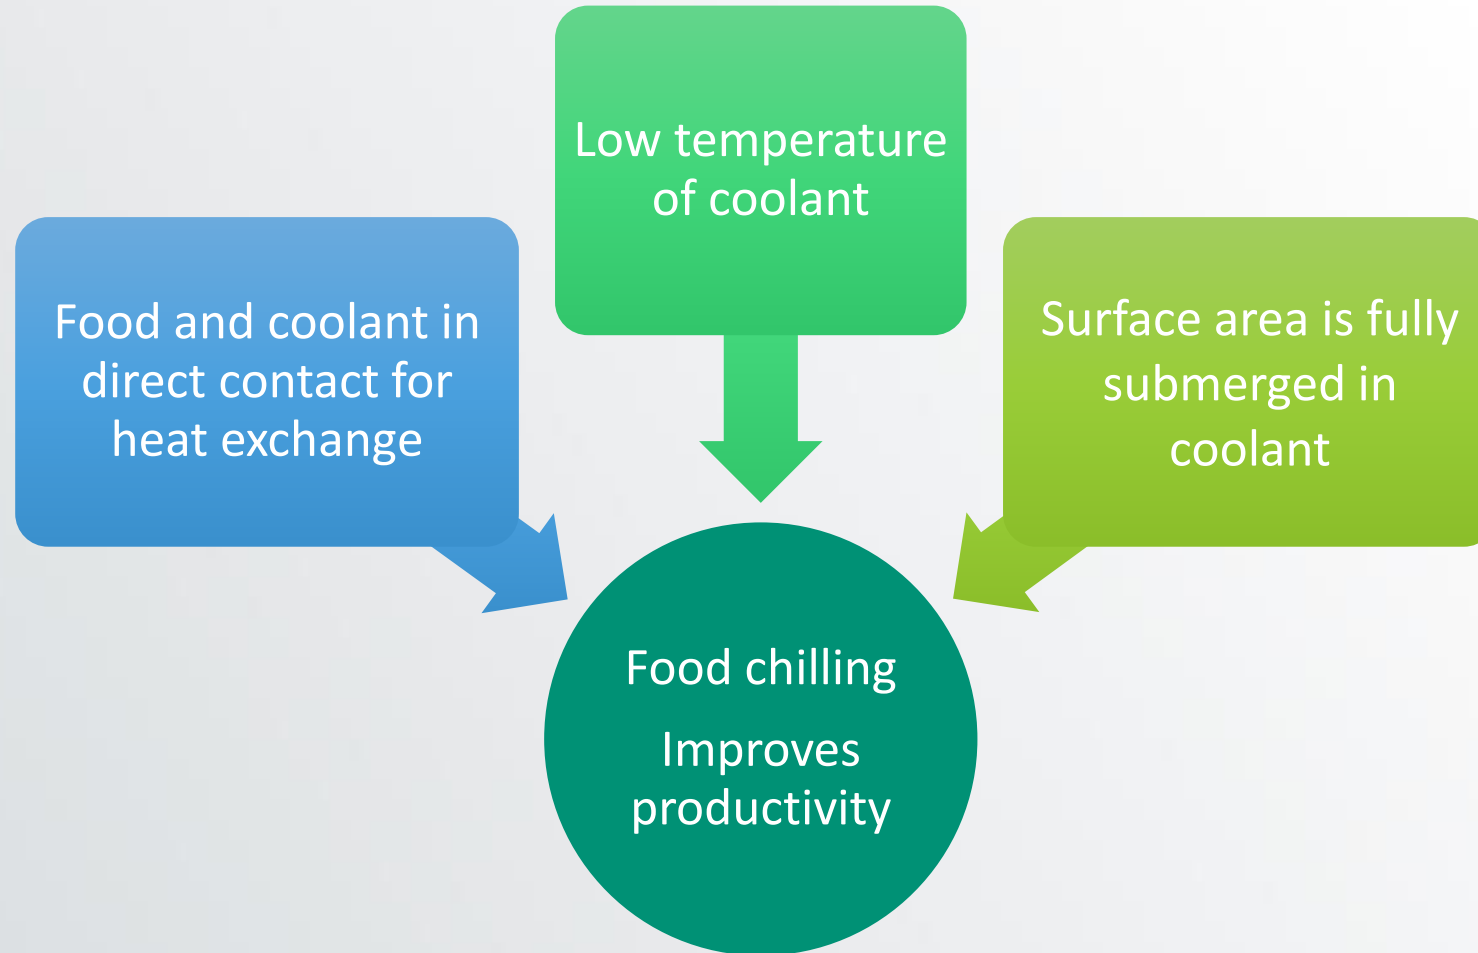 Low temperature
of coolant
Food and coolant in
direct contact for
heat exchange
Surface area is fully
submerged in
coolant
Food chilling
Improves
productivity